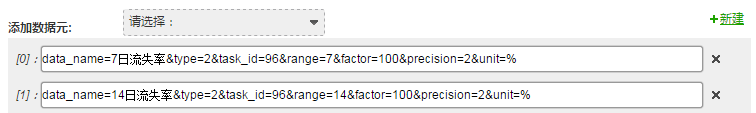 添加数据元: 请选择： +新建
[0]： data_name=7日流失率&type=2&task_id=96&range=7&factor=100&precision=2&unit=% ×
[1]： data_name=14日流失率&type=2&task_id=96&range=14&factor=100&precision=2&unit=% ×